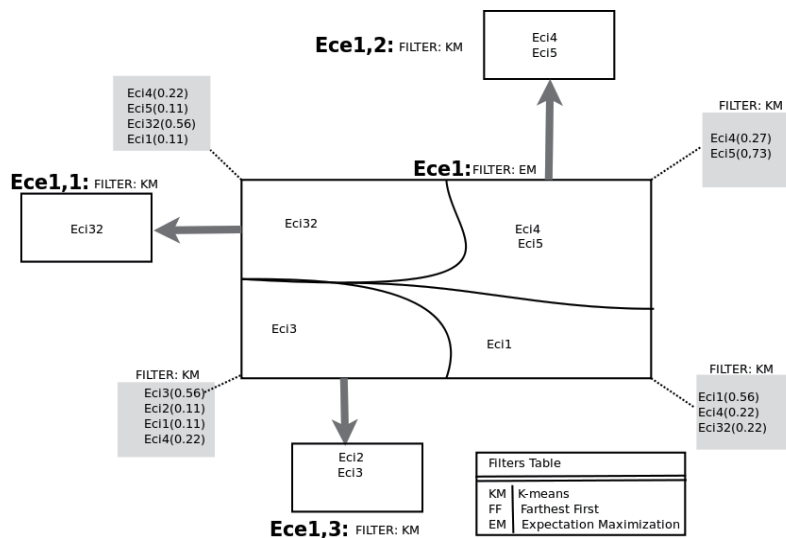 Ece1,2: FILTER: KM
Eci4
Eci5
Eci4(0.22)
Eci5(0.11)
Eci32(0.56)
Eci1(0.11)
FILTER: KM
Eci4(0.27)
Eci5(0,73)
Ece1: FILTER: EM
Ece1,1: FILTER: KM
Eci32
Eci32
Eci4
Eci5
Eci3
Eci1
FILTER: KM
Eci3(0.56)
Eci2(0.11)
Eci1(0.11)
Eci4(0.22)
FILTER: KM
Eci1(0.56)
Eci4(0.22)
Eci32(0.22)
Eci2
Eci3
Ece1,3: FILTER: KM
Filters Table
KM K-means
FF Farthest First
EM Expectation Maximization